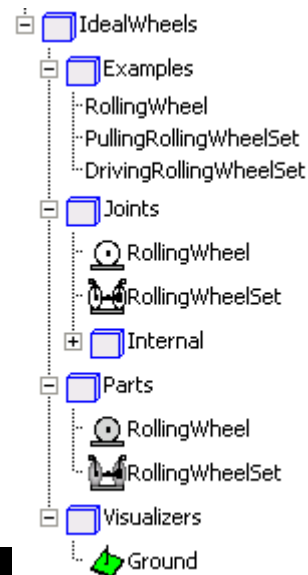 IdealWheels
Examples
RollingWheel
PullingRollingWheelSet
DrivingRollingWheelSet
Joints
RollingWheel
RollingWheelSet
Internal
Parts
RollingWheel
RollingWheelSet
Visualizers
Ground